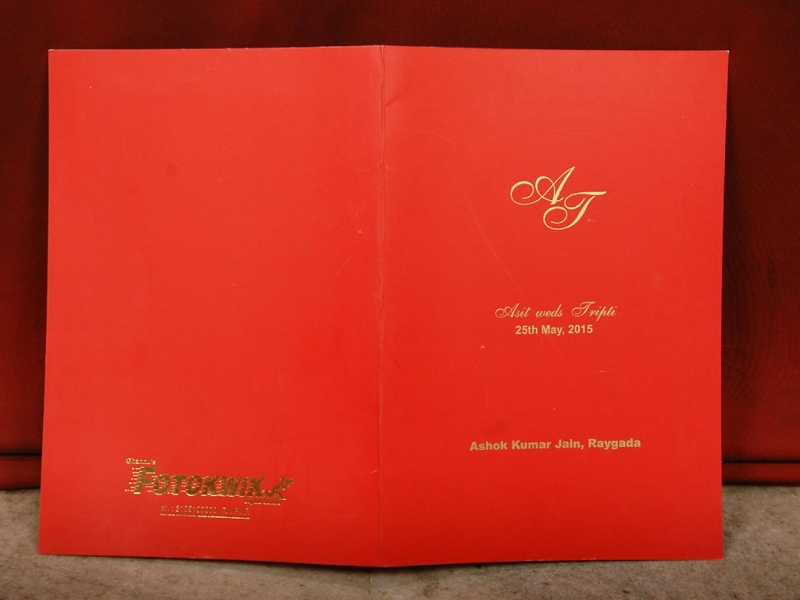 AT
Asit weds Tripti
25th May, 2015
Ashok Kumar Jain, Raygada
FOTOKWIK